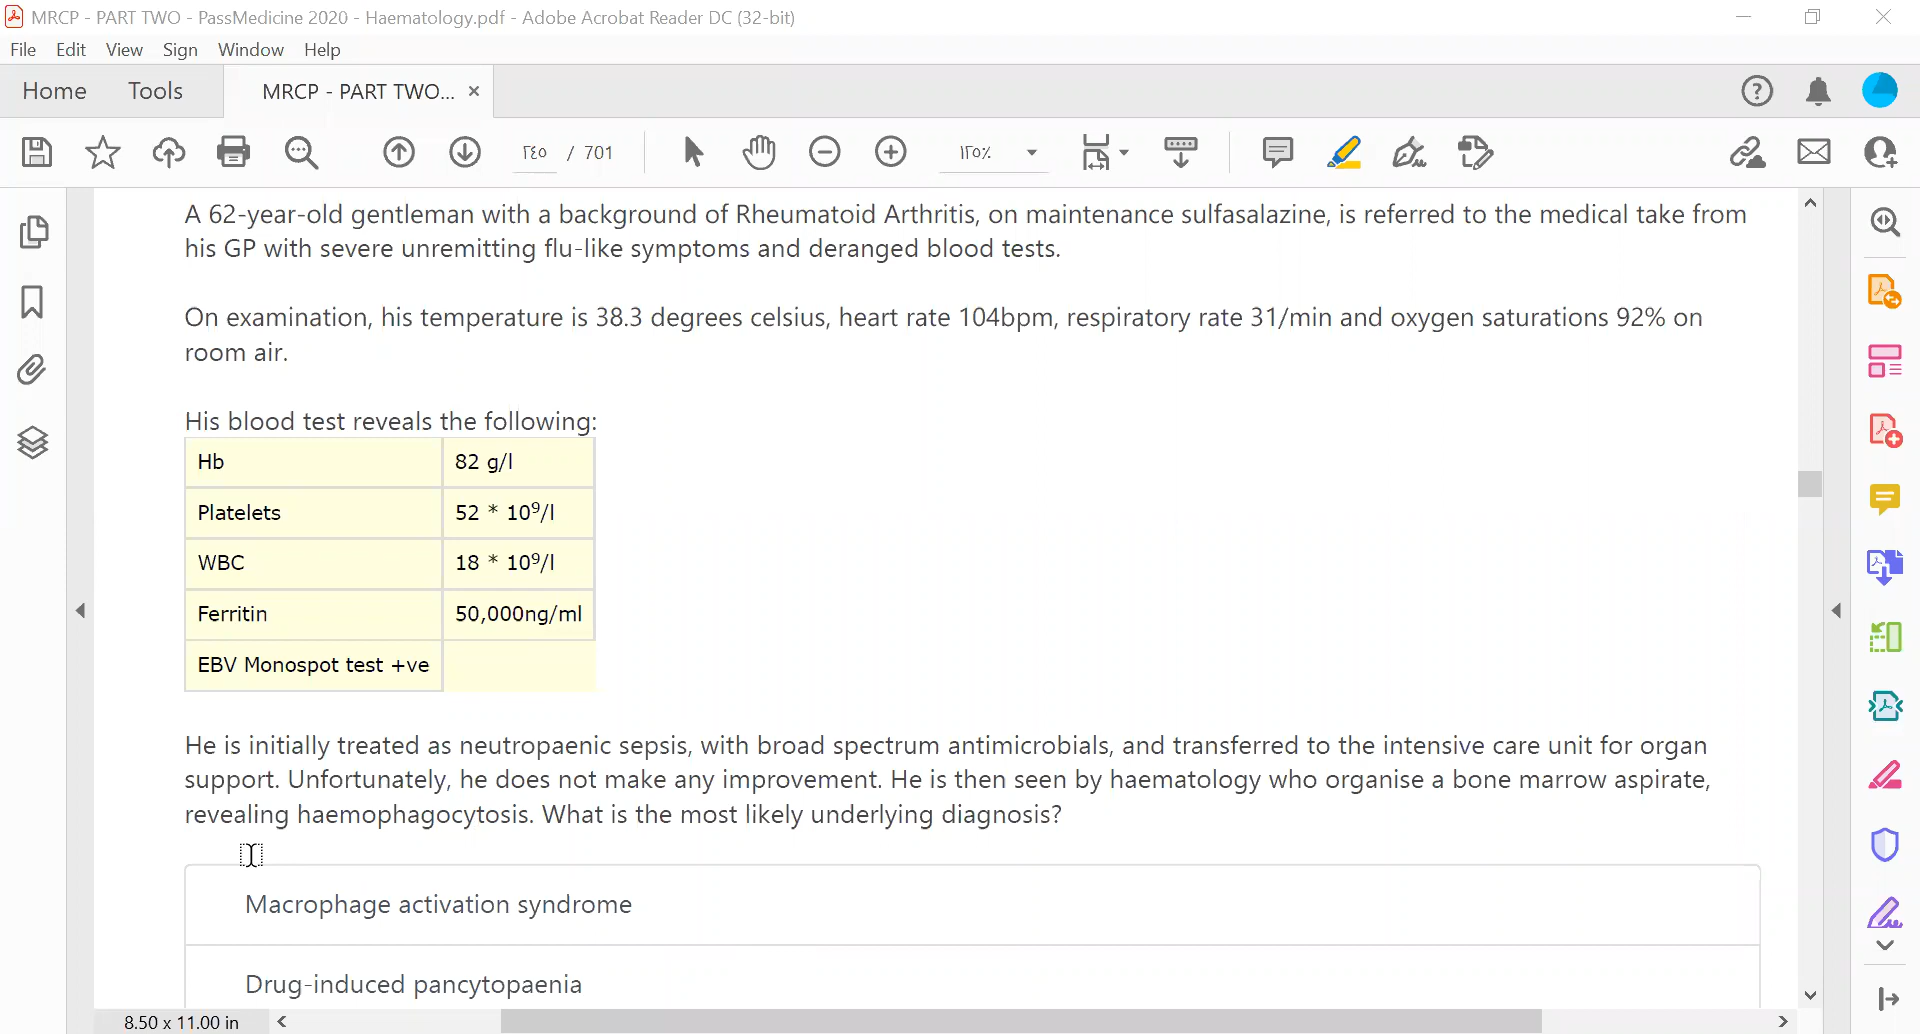 MRCP - PART TWO - PassMedicine 2020 - Haematology.pdf - Adobe Acrobat Reader DC (32-bit)
File Edit View Sign Window Help
Home Tools MRCP - PART TWO... ×
٢٤٥ / 701 ١٢٥٪
A 62-year-old gentleman with a background of Rheumatoid Arthritis, on maintenance sulfasalazine, is referred to the medical take from
his GP with severe unremitting flu-like symptoms and deranged blood tests.
On examination, his temperature is 38.3 degrees celsius, heart rate 104bpm, respiratory rate 31/min and oxygen saturations 92% on
room air.
His blood test reveals the following:
Hb 82 g/l
Platelets 52 * 10⁹/l
WBC 18 * 10⁹/l
Ferritin 50,000ng/ml
EBV Monospot test +ve
He is initially treated as neutropaenic sepsis, with broad spectrum antimicrobials, and transferred to the intensive care unit for organ
support. Unfortunately, he does not make any improvement. He is then seen by haematology who organise a bone marrow aspirate,
revealing haemophagocytosis. What is the most likely underlying diagnosis?
Macrophage activation syndrome
Drug-induced pancytopaenia
8.50 x 11.00 in